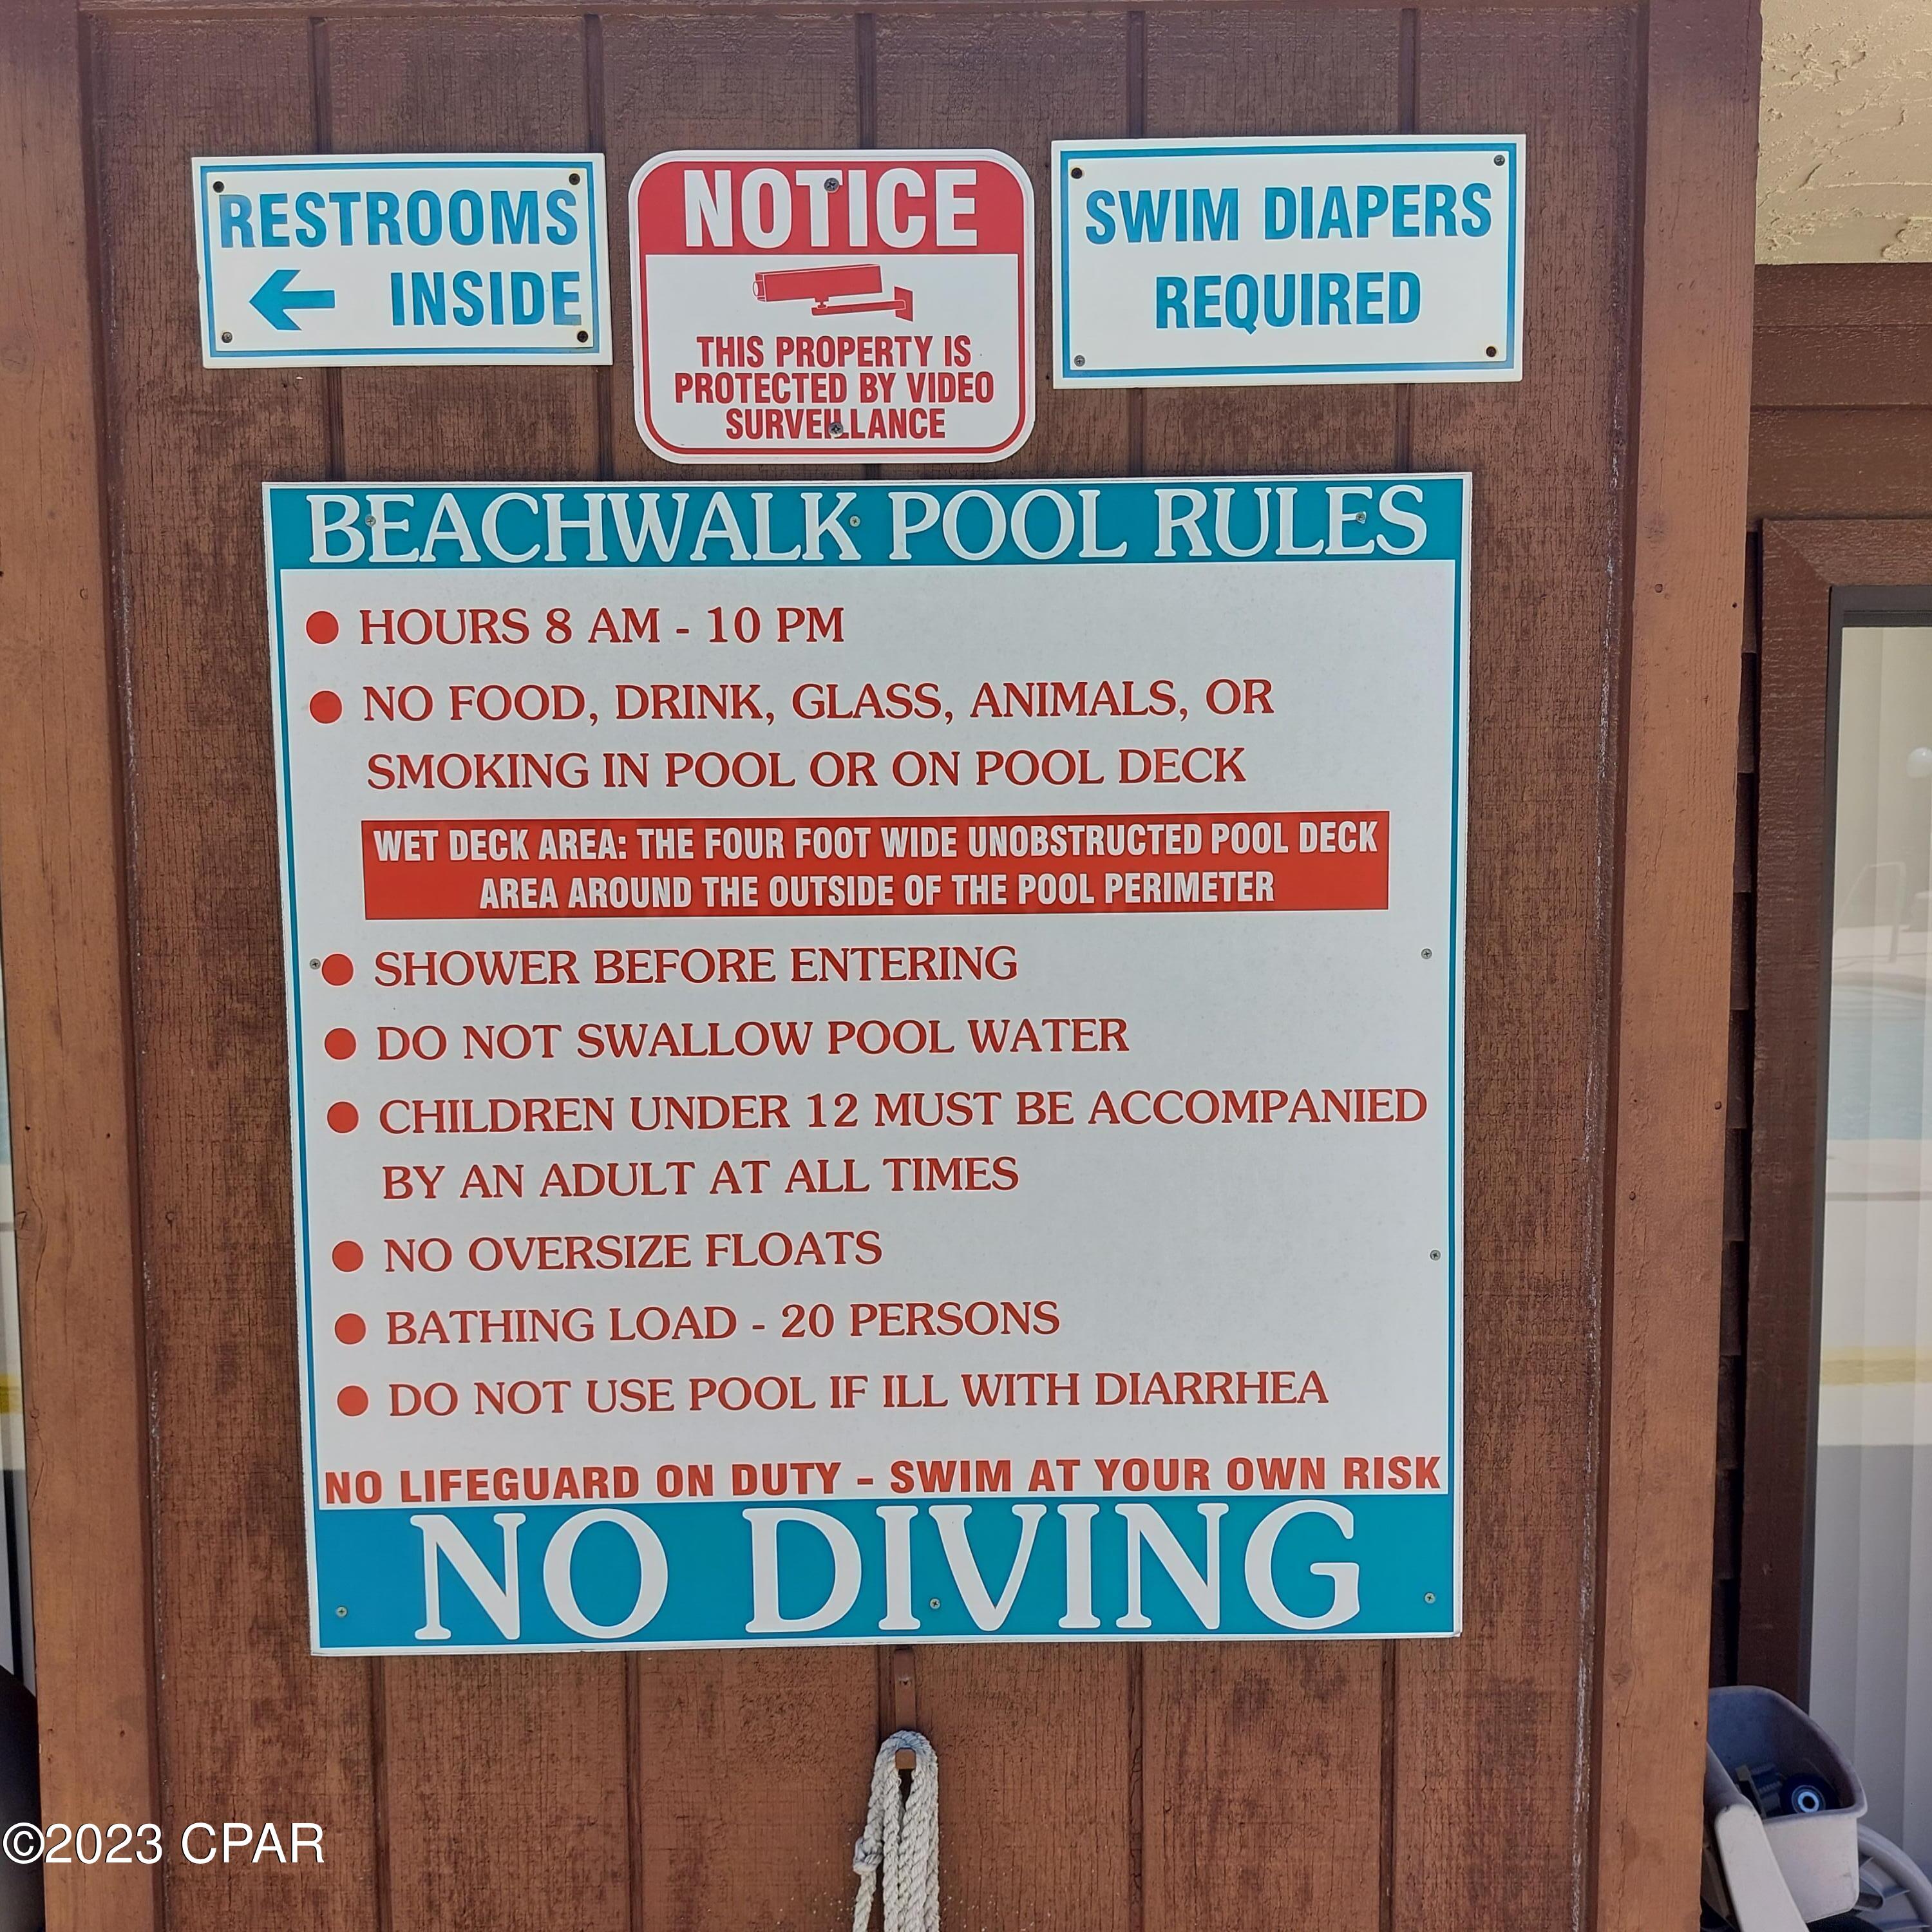 RESTROOMS
INSIDE
NOTICE
THIS PROPERTY IS
PROTECTED BY VIDEO
SURVEILLANCE
SWIM DIAPERS
REQUIRED
BEACHWALK POOL RULES
HOURS 8 AM - 10 PM
NO FOOD, DRINK, GLASS, ANIMALS, OR
SMOKING IN POOL OR ON POOL DECK
WET DECK AREA: THE FOUR FOOT WIDE UNOBSTRUCTED POOL DECK
AREA AROUND THE OUTSIDE OF THE POOL PERIMETER
SHOWER BEFORE ENTERING
DO NOT SWALLOW POOL WATER
CHILDREN UNDER 12 MUST BE ACCOMPANIED
BY AN ADULT AT ALL TIMES
NO OVERSIZE FLOATS
BATHING LOAD - 20 PERSONS
DO NOT USE POOL IF ILL WITH DIARRHEA
NO LIFEGUARD ON DUTY - SWIM AT YOUR OWN RISK
NO DIVING
©2023 CPAR